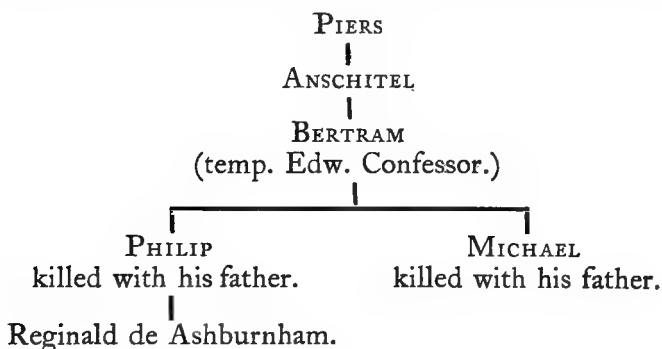 PIERS
ANSCHITEL
BERTRAM
(temp. Edw. Confessor.)
PHILIP MICHAEL
killed with his father. killed with his father.
Reginald de Ashburnham.